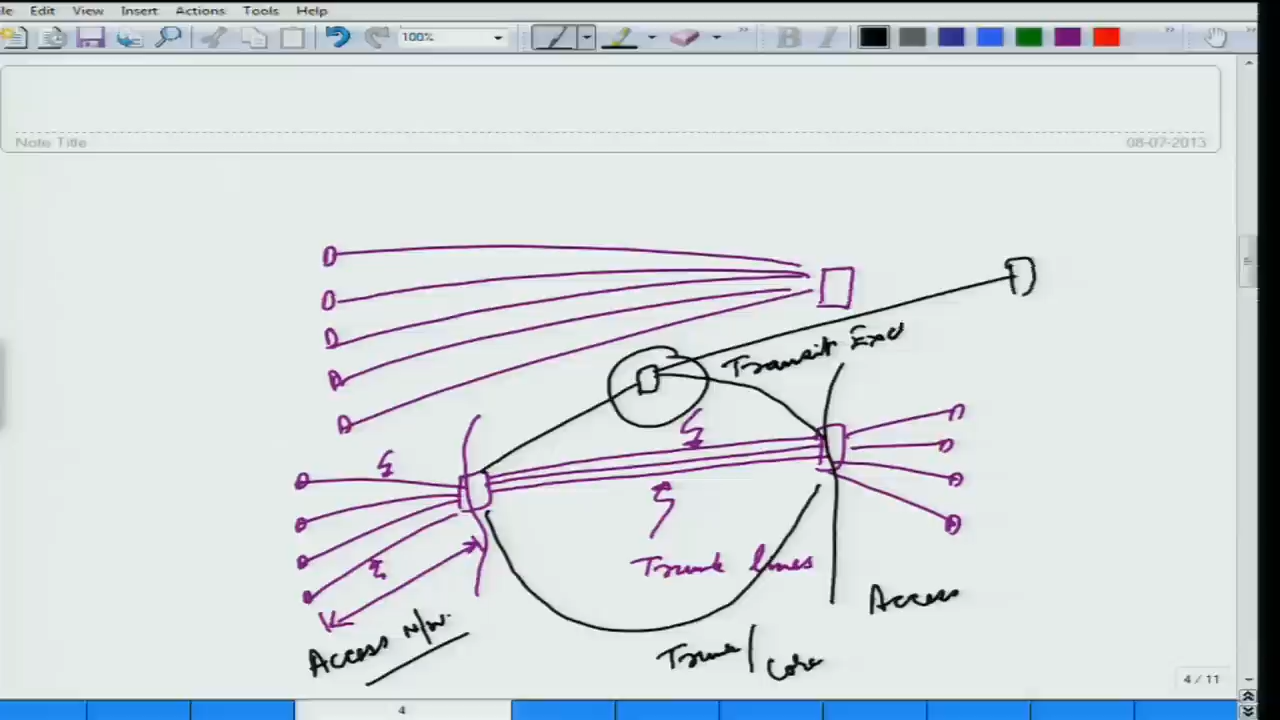 File Edit View Insert Actions Tools Help
100%
B I
Note Title
08-07-2013
Transit Exc
Trunk lines
Access
Access N/W.
Trunk/
Core
4 / 11
4